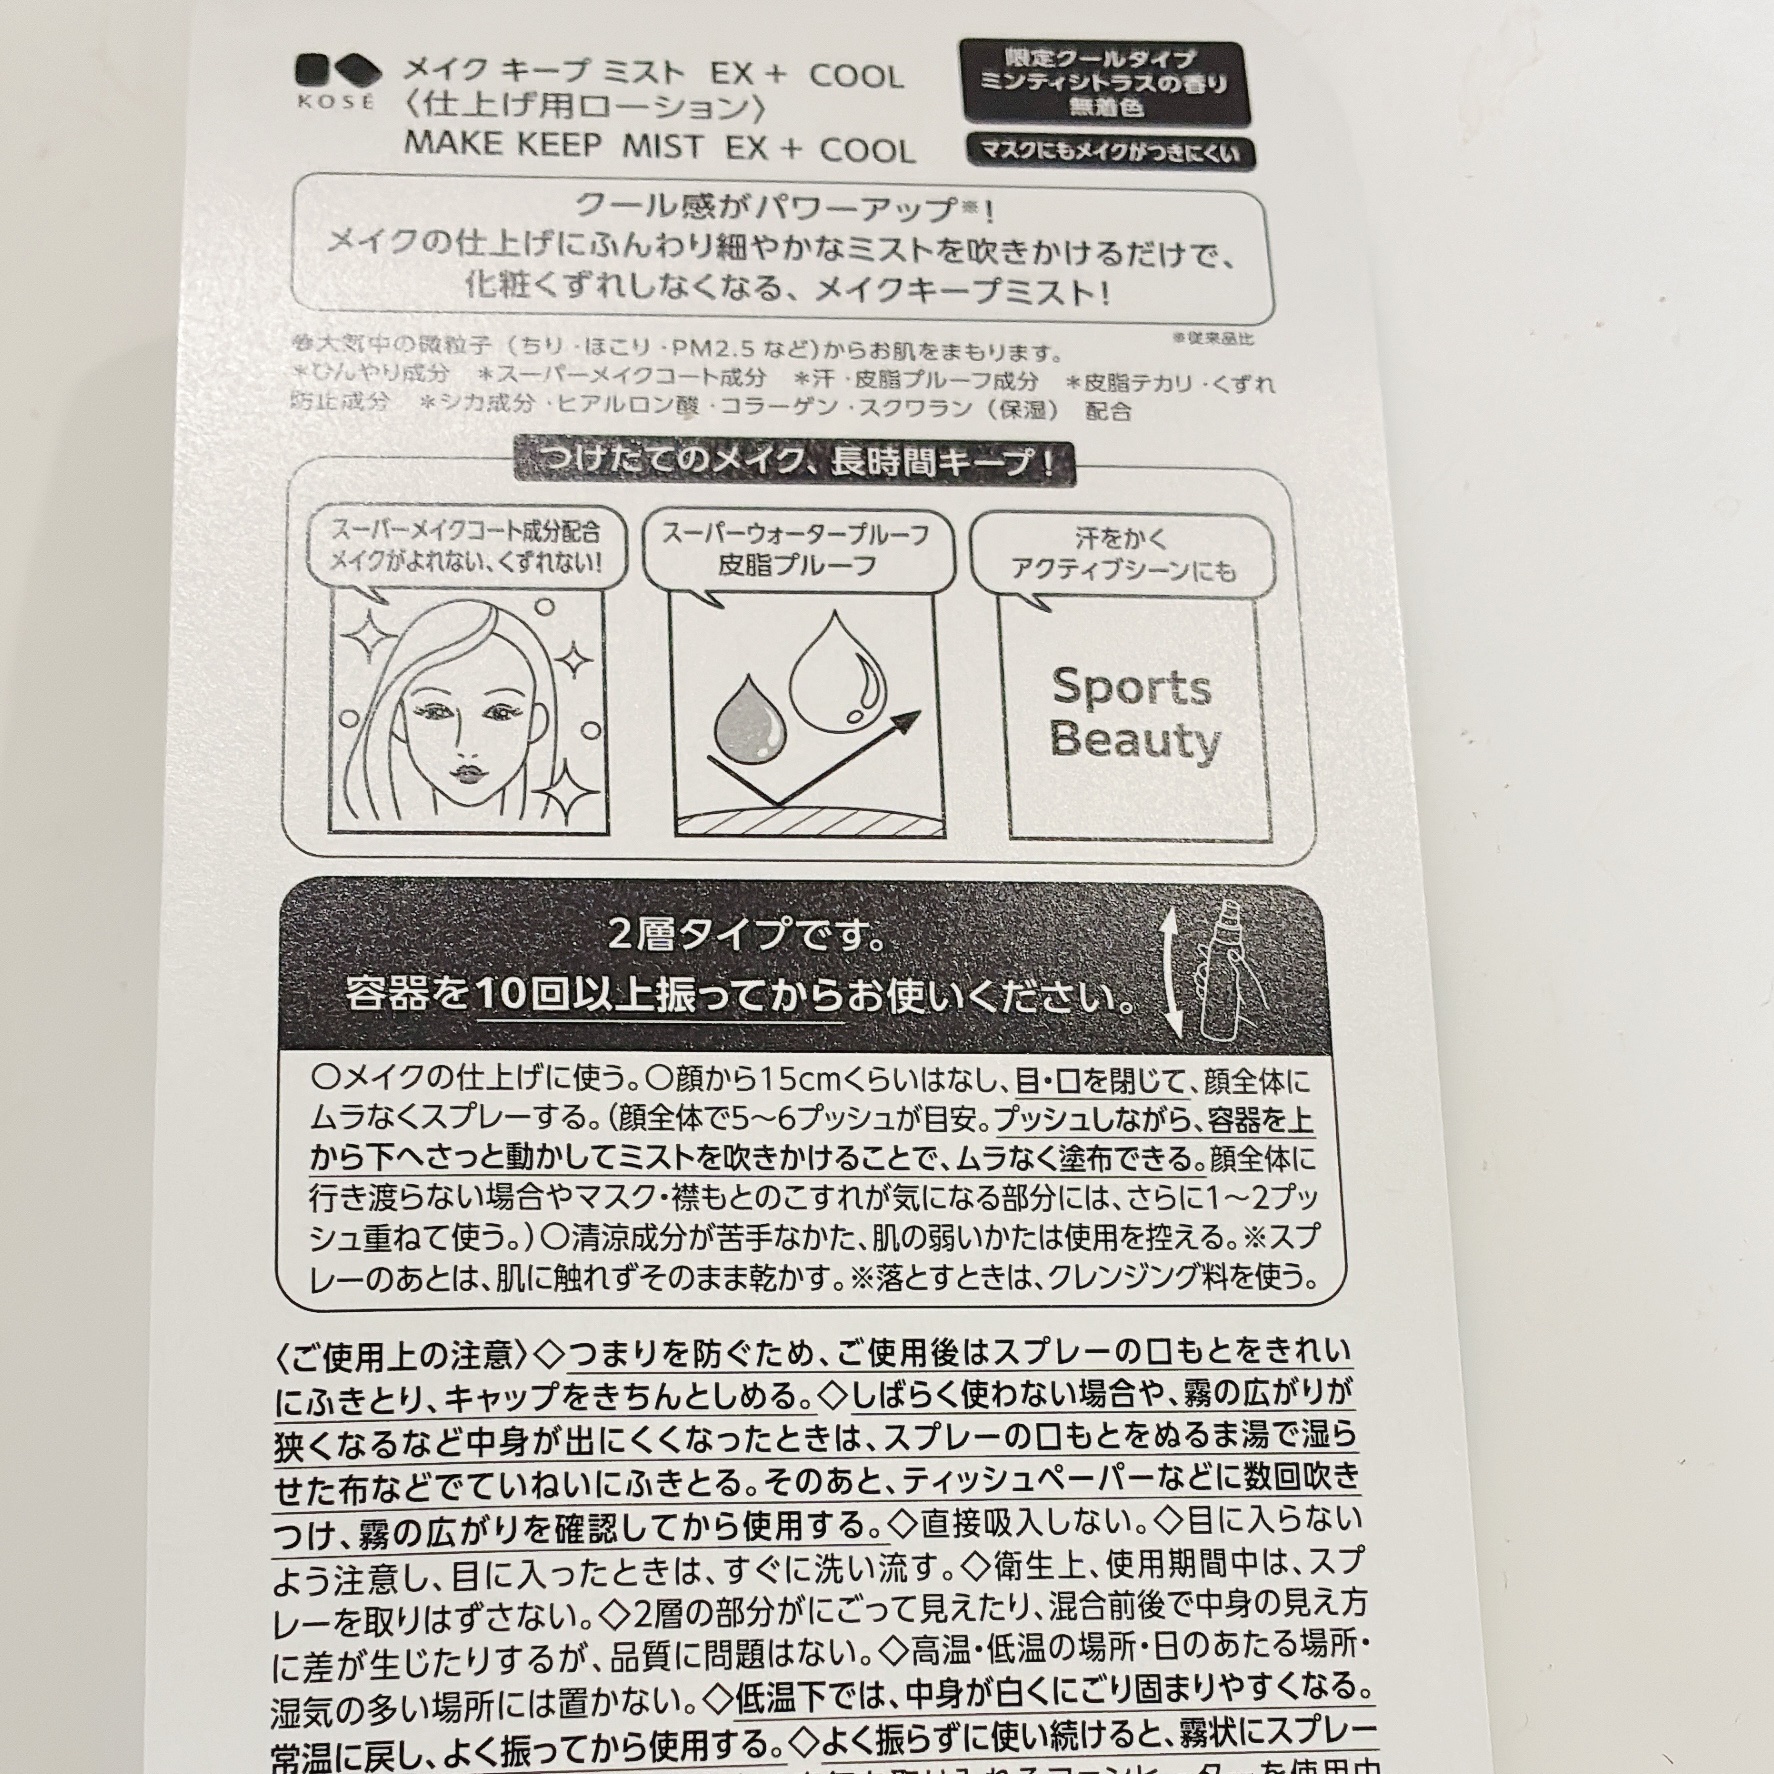 KOSÉ
メイク キープ ミスト EX + COOL
〈仕上げ用ローション〉
MAKE KEEP MIST EX + COOL
限定クールタイプ
ミンティシトラスの香り
無着色
マスクにもメイクがつきにくい
クール感がパワーアップ※!
メイクの仕上げにふんわり細やかなミストを吹きかけるだけで、
化粧くずれしなくなる、メイクキープミスト!
※従来品比
*大気中の微粒子(ちり・ほこり・PM2.5 など)からお肌をまもります。
*ひんやり成分 *スーパーメイクコート成分 *汗・皮脂プルーフ成分 *皮脂テカリ・くずれ
防止成分 *シカ成分・ヒアルロン酸・コラーゲン・スクワラン(保湿) 配合
つけたてのメイク、長時間キープ!
スーパーメイクコート成分配合
メイクがよれない、くずれない!
スーパーウォータープルーフ
皮脂プルーフ
汗をかく
アクティブシーンにも
Sports
Beauty
2層タイプです。
容器を10回以上振ってからお使いください。
○メイクの仕上げに使う。○顔から15cmくらいはなし、目・口を閉じて、顔全体に
ムラなくスプレーする。(顔全体で5〜6プッシュが目安。プッシュしながら、容器を上
から下へさっと動かしてミストを吹きかけることで、ムラなく塗布できる。顔全体に
行き渡らない場合やマスク・襟もとのこすれが気になる部分には、さらに1〜2プッ
シュ重ねて使う。)○清涼成分が苦手なかた、肌の弱いかたは使用を控える。※スプ
レーのあとは、肌に触れずそのまま乾かす。※落とすときは、クレンジング料を使う。
〈ご使用上の注意〉◇つまりを防ぐため、ご使用後はスプレーの口もとをきれい
にふきとり、キャップをきちんとしめる。◇しばらく使わない場合や、霧の広がりが
狭くなるなど中身が出にくくなったときは、スプレーの口もとをぬるま湯で湿ら
せた布などでていねいにふきとる。そのあと、ティッシュペーパーなどに数回吹き
つけ、霧の広がりを確認してから使用する。◇直接吸入しない。◇目に入らない
よう注意し、目に入ったときは、すぐに洗い流す。◇衛生上、使用期間中は、スプ
レーを取りはずさない。◇2層の部分がにごって見えたり、混合前後で中身の見え方
に差が生じたりするが、品質に問題はない。◇高温・低温の場所・日のあたる場所・
湿気の多い場所には置かない。◇低温下では、中身が白くにごり固まりやすくなる。
常温に戻し、よく振ってから使用する。◇よく振らずに使い続けると、霧状にスプレー